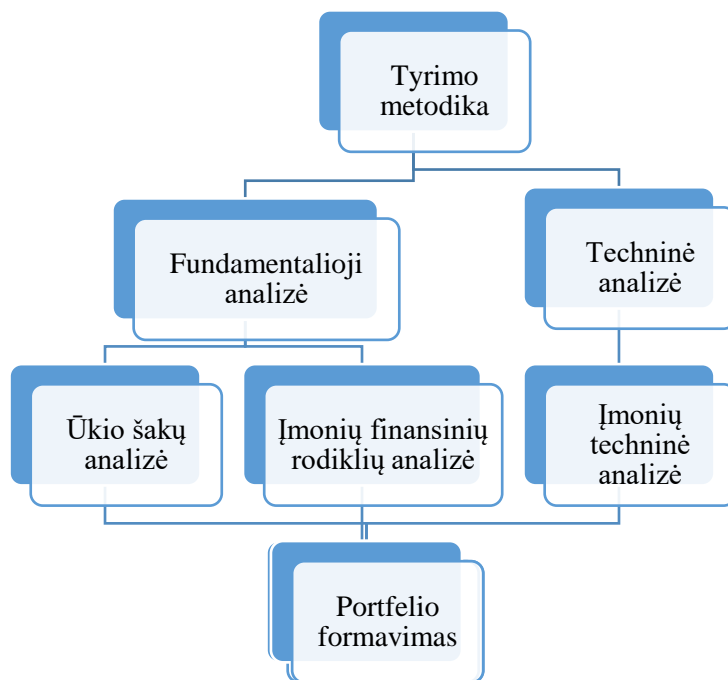 Tyrimo
metodika
Fundamentalioji
analizė
Techninė
analizė
Ūkio šakų
analizė
Įmonių finansinių
rodiklių analizė
Įmonių
techninė
analizė
Portfelio
formavimas